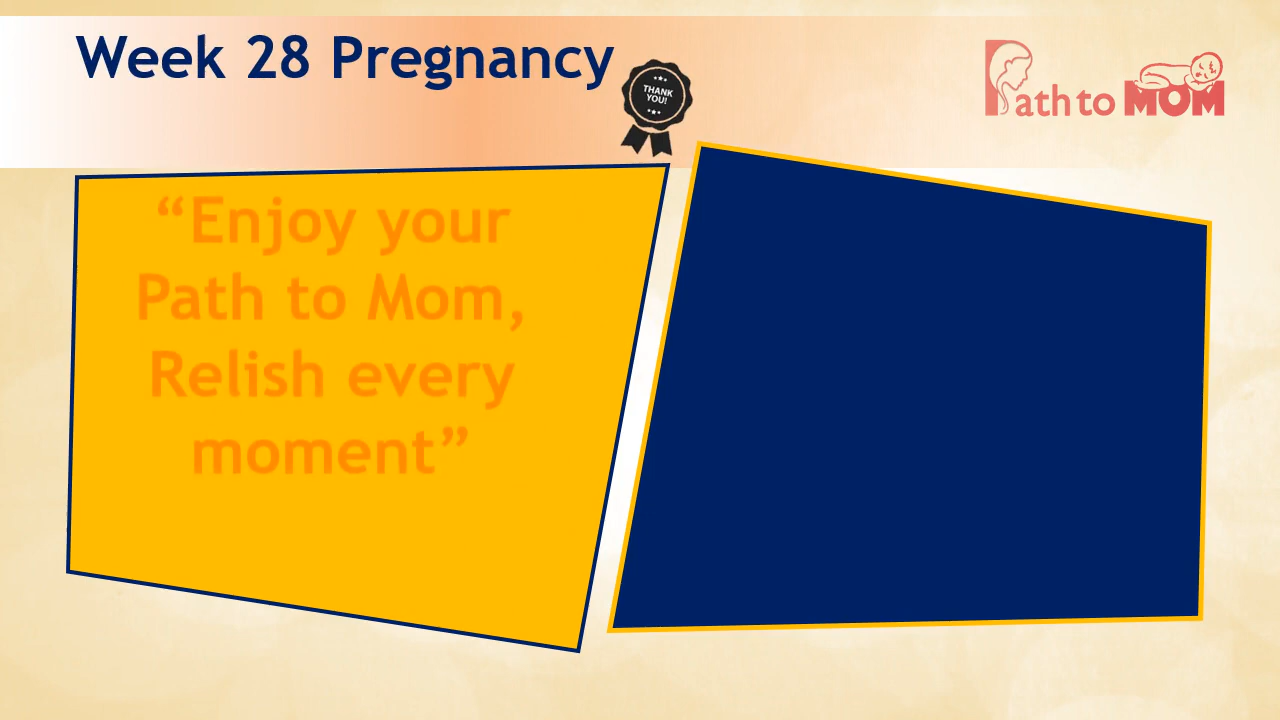 Week 28 Pregnancy
THANK
YOU!
Path to MOM
“Enjoy your
Path to Mom,
Relish every
moment”